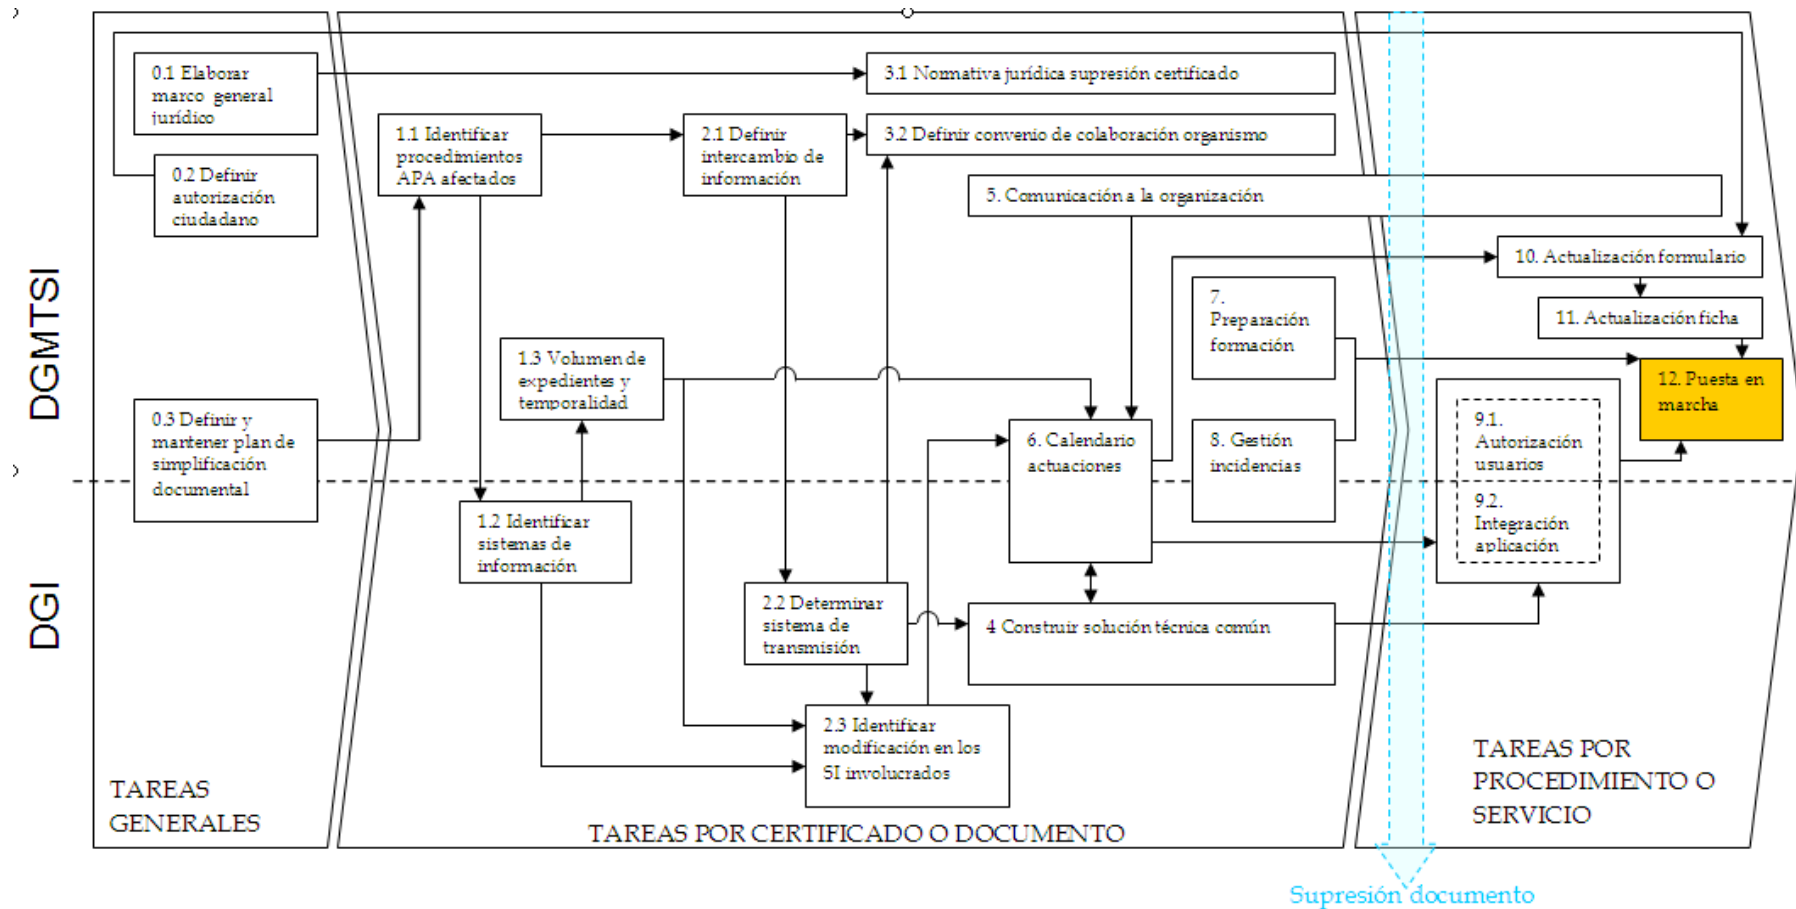 DGMTSI
DGI
0.1 Elaborar
marco general
jurídico
0.2 Definir
autorización
ciudadano
0.3 Definir y
mantener plan de
simplificación
documental
TAREAS
GENERALES
1.1 Identificar
procedimientos
APA afectados
2.1 Definir
intercambio de
información
3.1 Normativa jurídica supresión certificado
3.2 Definir convenio de colaboración organismo
5. Comunicación a la organización
1.3 Volumen de
expedientes y
temporalidad
1.2 Identificar
sistemas de
información
2.2 Determinar
sistema de
transmisión
2.3 Identificar
modificación en los
SI involucrados
6. Calendario
actuaciones
7.
Preparación
formación
8. Gestión
incidencias
4 Construir solución técnica común
TAREAS POR CERTIFICADO O DOCUMENTO
10. Actualización formulario
11. Actualización ficha
12. Puesta en
marcha
9.1.
Autorización
usuarios
9.2.
Integración
aplicación
TAREAS POR
PROCEDIMIENTO O
SERVICIO
Supresión documento